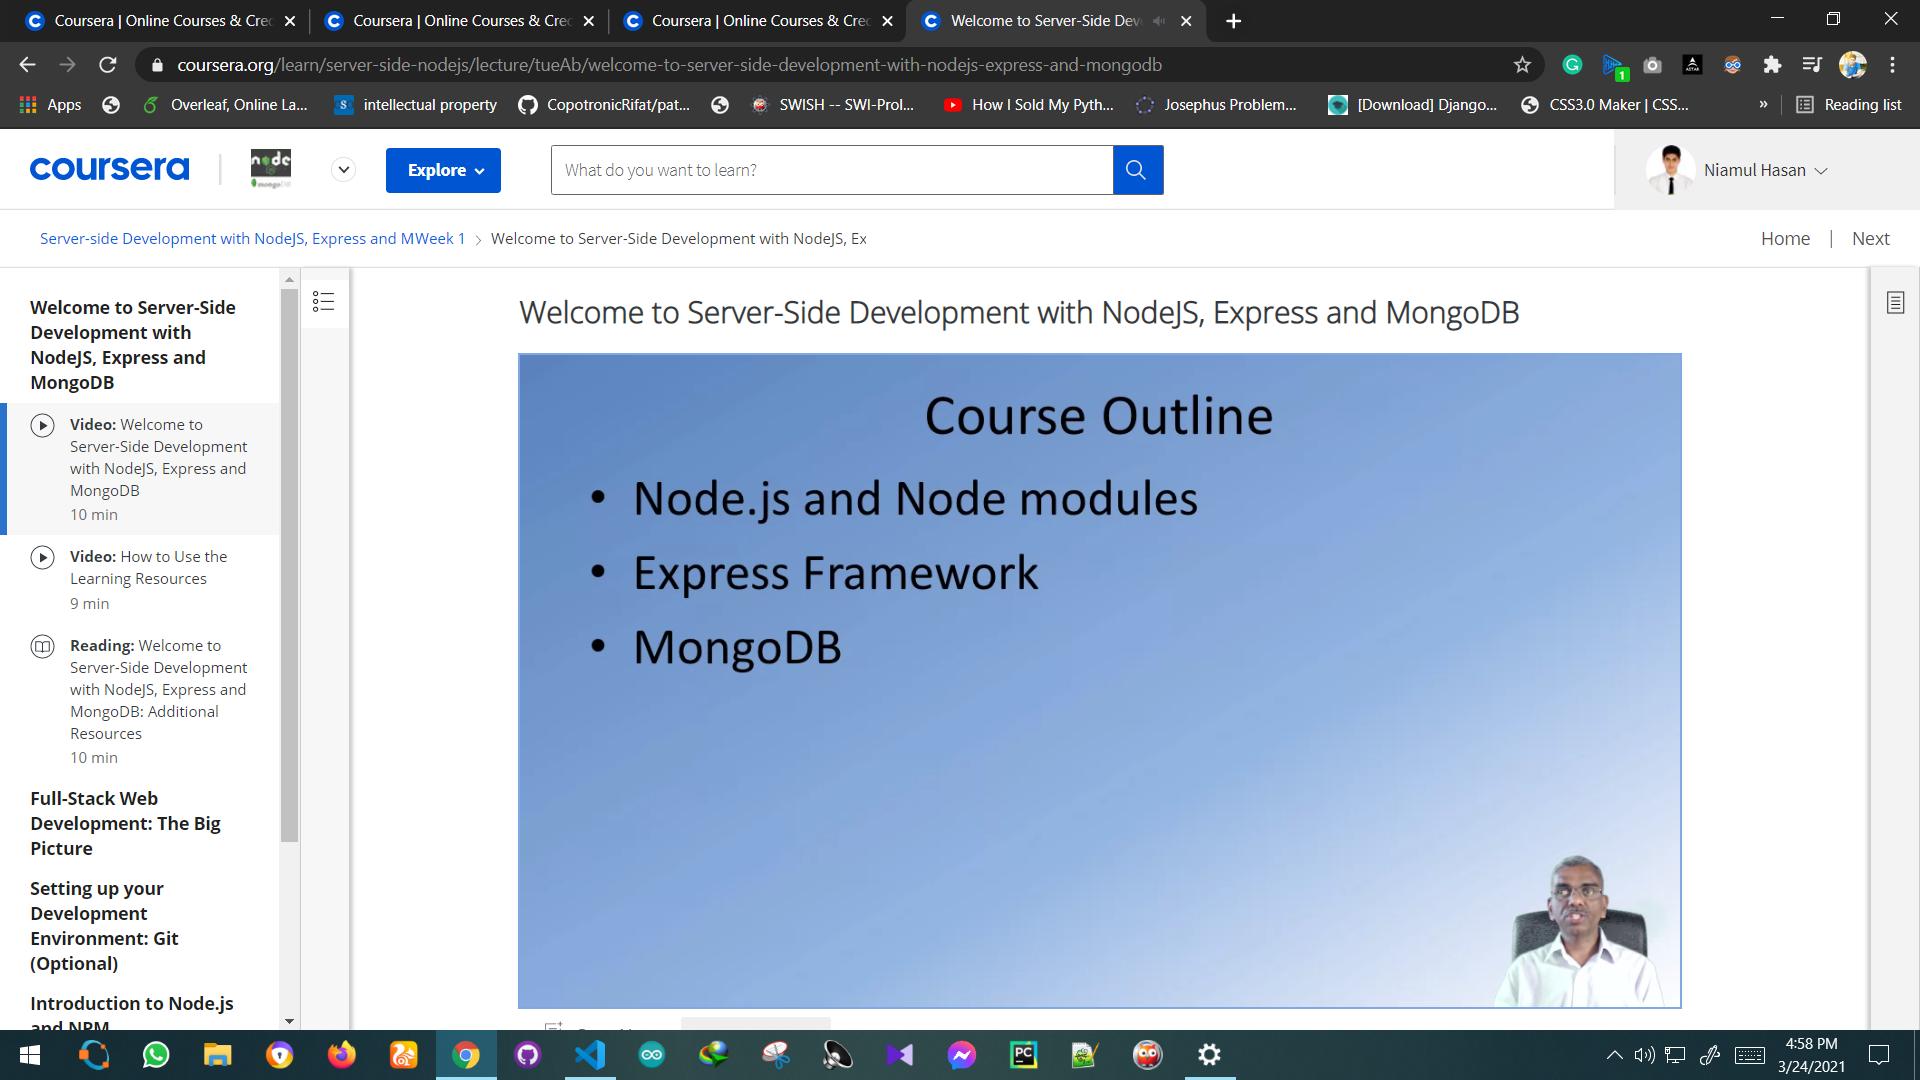 Coursera | Online Courses & Cre
Coursera | Online Courses & Cre
Coursera | Online Courses & Cre
Welcome to Server-Side Dev
coursera.org/learn/server-side-nodejs/lecture/tueAb/welcome-to-server-side-development-with-nodejs-express-and-mongodb
1
Apps
Overleaf, Online La...
intellectual property
CopotronicRifat/pat...
SWISH -- SWI-Prol...
How I Sold My Pyth...
Josephus Problem...
[Download] Django...
CSS3.0 Maker | CSS...
»
Reading list
coursera
node
mongoDB
Explore
What do you want to learn?
Niamul Hasan
Server-side Development with NodeJS, Express and MWeek 1
Welcome to Server-Side Development with NodeJS, Ex
Home | Next
Welcome to Server-Side
Development with
NodeJS, Express and
MongoDB
Video: Welcome to
Server-Side Development
with NodeJS, Express and
MongoDB
10 min
Video: How to Use the
Learning Resources
9 min
Reading: Welcome to
Server-Side Development
with NodeJS, Express and
MongoDB: Additional
Resources
10 min
Full-Stack Web
Development: The Big
Picture
Setting up your
Development
Environment: Git
(Optional)
Introduction to Node.js
and NPM
Welcome to Server-Side Development with NodeJS, Express and MongoDB
Course Outline
• Node.js and Node modules
• Express Framework
• MongoDB
PC
4:58 PM
3/24/2021